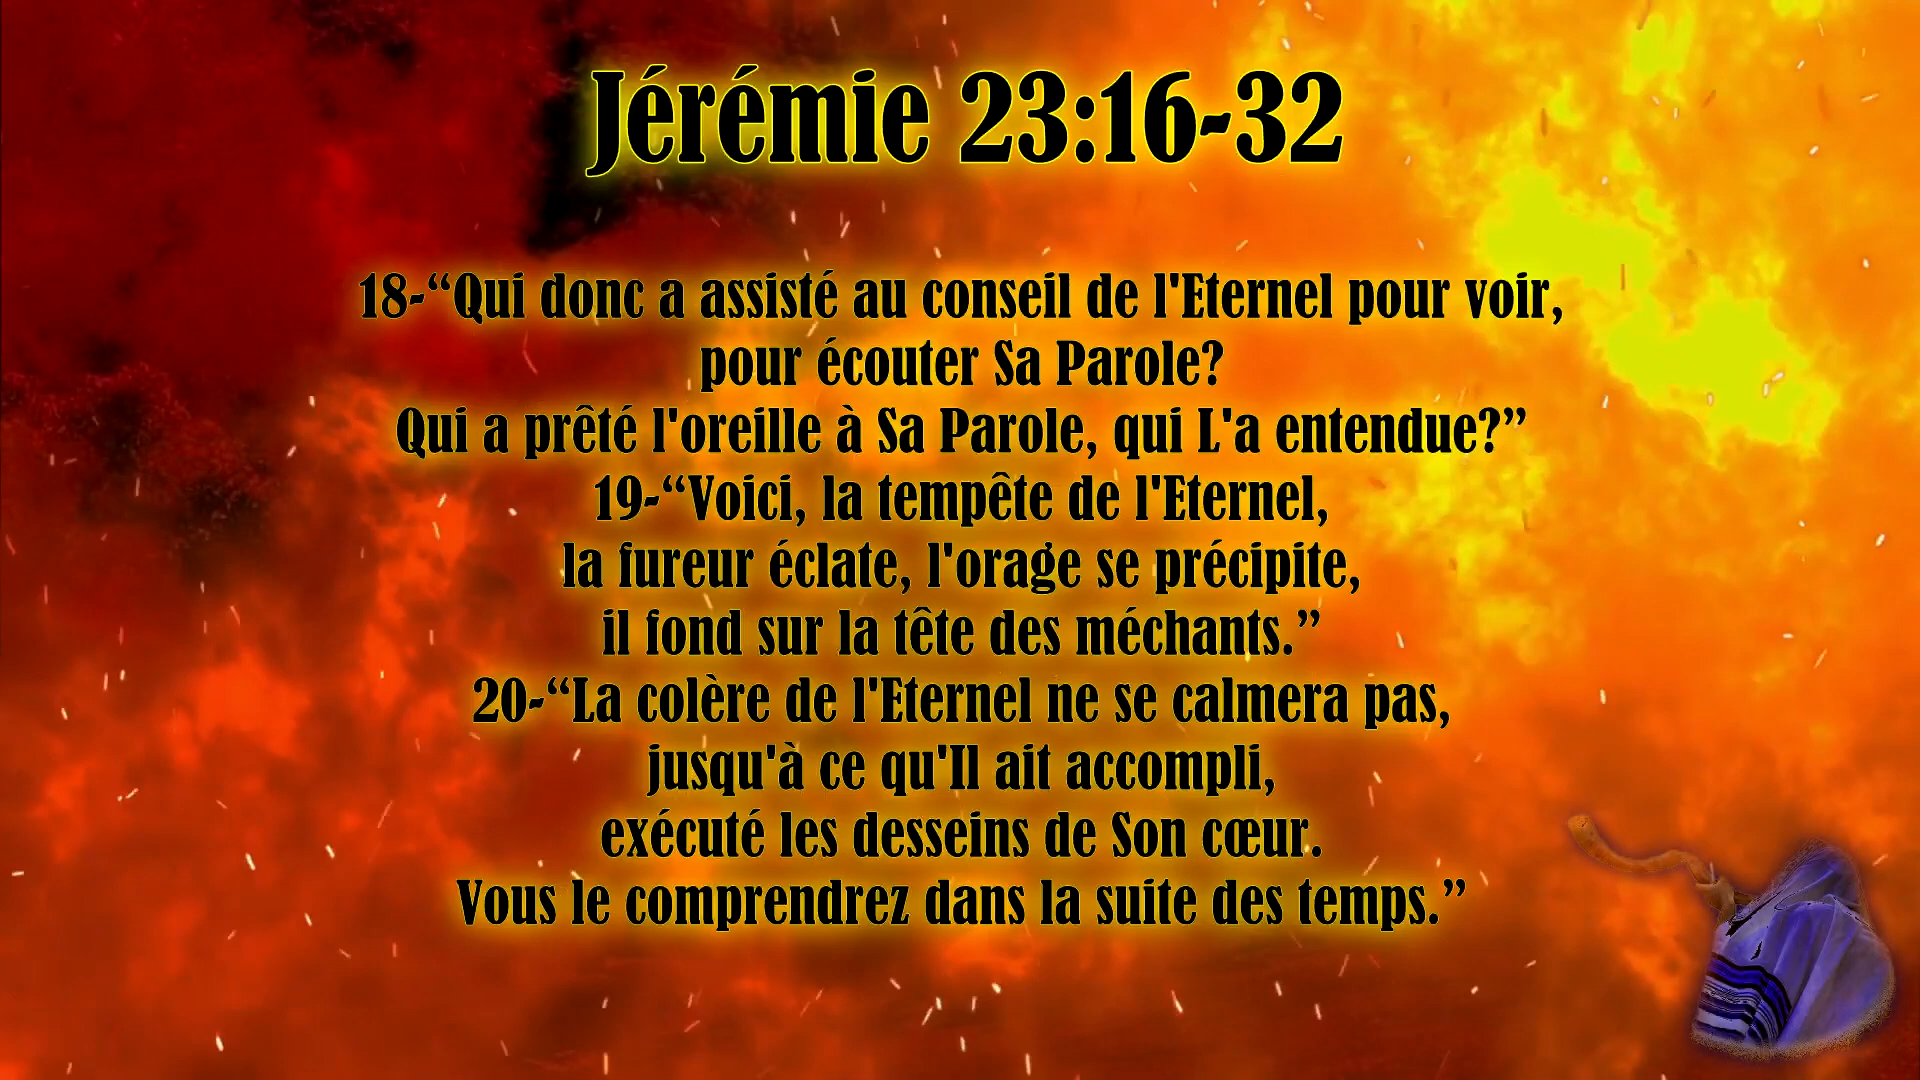 Jérémie 23:16-32
18-“Qui donc a assisté au conseil de l'Eternel pour voir,
pour écouter Sa Parole?
Qui a prêté l'oreille à Sa Parole, qui L'a entendue?”
19-“Voici, la tempête de l'Eternel,
la fureur éclate, l'orage se précipite,
il fond sur la tête des méchants.”
20-“La colère de l'Eternel ne se calmera pas,
jusqu'à ce qu'Il ait accompli,
exécuté les desseins de Son cœur.
Vous le comprendrez dans la suite des temps.”